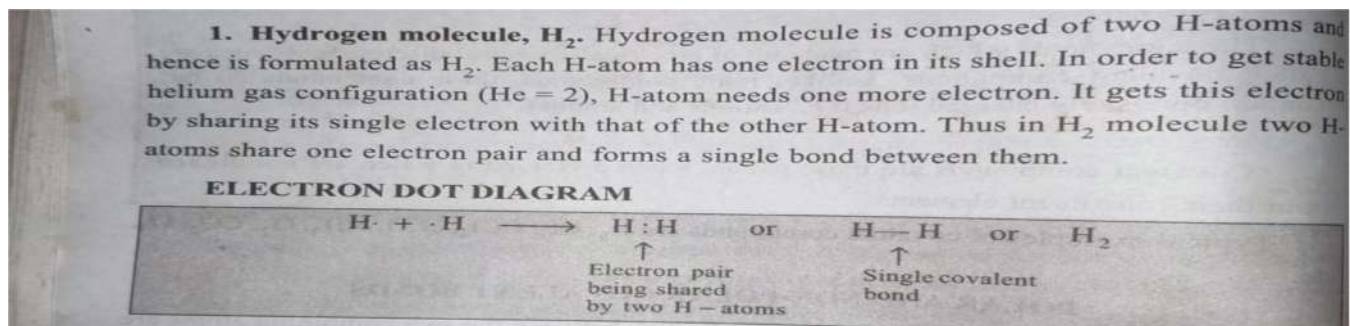 1. Hydrogen molecule, H₂. Hydrogen molecule is composed of two H-atoms and
hence is formulated as H₂. Each H-atom has one electron in its shell. In order to get stable
helium gas configuration (He = 2), H-atom needs one more electron. It gets this electron
by sharing its single electron with that of the other H-atom. Thus in H₂ molecule two H-
atoms share one electron pair and forms a single bond between them.
ELECTRON DOT DIAGRAM
H· + ·H ⟶ H : H or H — H or H₂
↑ ↑
Electron pair Single covalent
being shared bond
by two H – atoms